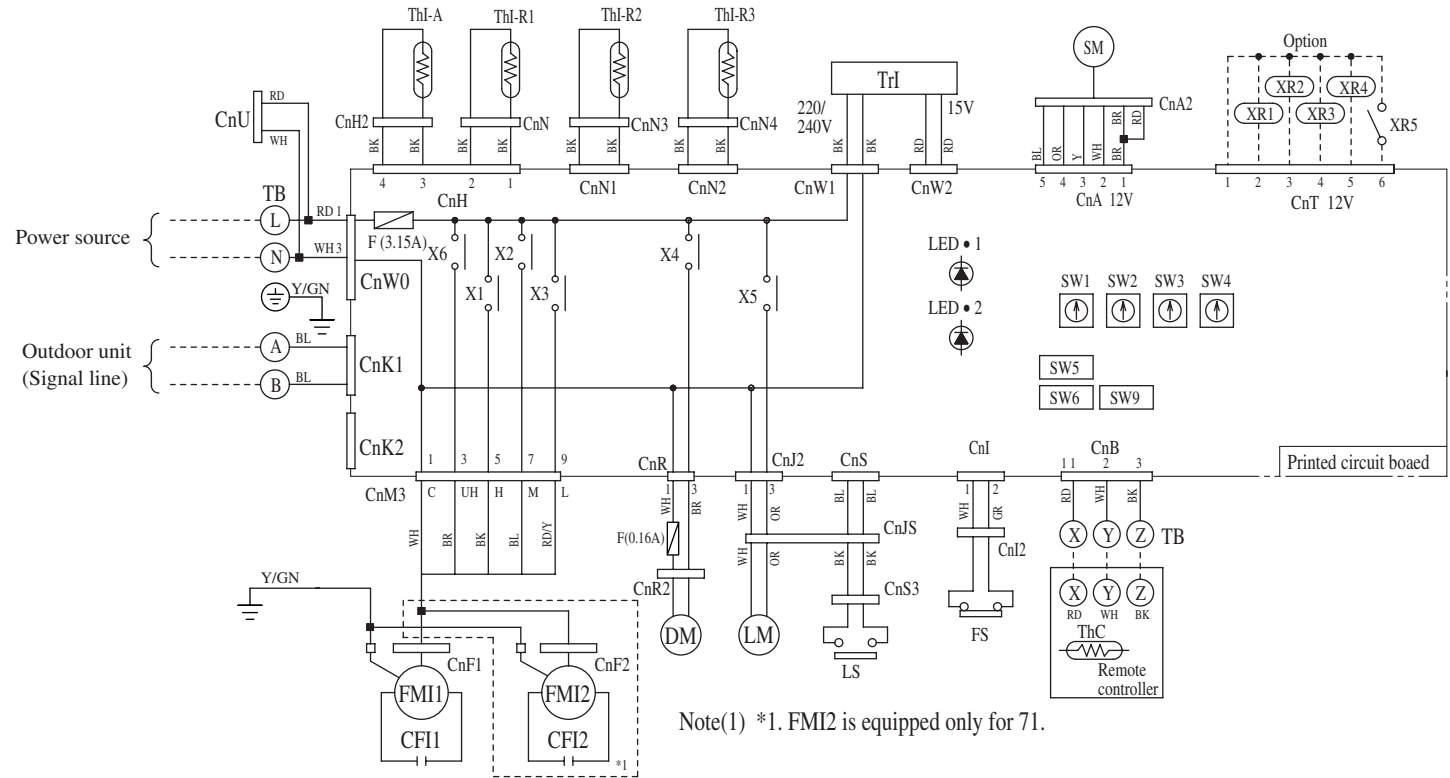 ThI-A ThI-R1 ThI-R2 ThI-R3
SM
Option
TrI
220/
240V
15V
CnU RD
WH
CnH2 CnN CnN3 CnN4
BK BK BK BK BK BK BK BK BK BK RD RD
CnA2
BL OR Y WH BR BR RD
XR1 XR2 XR3 XR4 XR5
4 3 2 1
CnH CnN1 CnN2 CnW1 CnW2
5 4 3 2 1
CnA 12V
1 2 3 4 5 6
CnT 12V
TB
Power source
L RD 1
N WH 3
F (3.15A)
CnW0
Y/GN
X6 X1 X2 X3 X4 X5
LED • 1
LED • 2
SW1 SW2 SW3 SW4
SW5
SW6 SW9
Outdoor unit
(Signal line)
A BL
B BL
CnK1
CnK2
Printed circuit boaed
1 3 5 7 9
CnM3 C UH H M L
WH BR BK BL RD/Y
CnR
1 3
WH BR
F(0.16A)
CnR2
DM
CnJ2
1 3
WH OR
WH OR
LM
CnS
BL BL
CnJS
BK BK
CnS3
LS
CnI
1 2
WH GR
CnI2
FS
CnB
1 1 2 3
RD WH BK
X Y Z TB
X Y Z
RD WH BK
ThC
Remote
controller
Y/GN
CnF1 CnF2
FMI1 FMI2
CFI1 CFI2
*1
Note(1) *1. FMI2 is equipped only for 71.